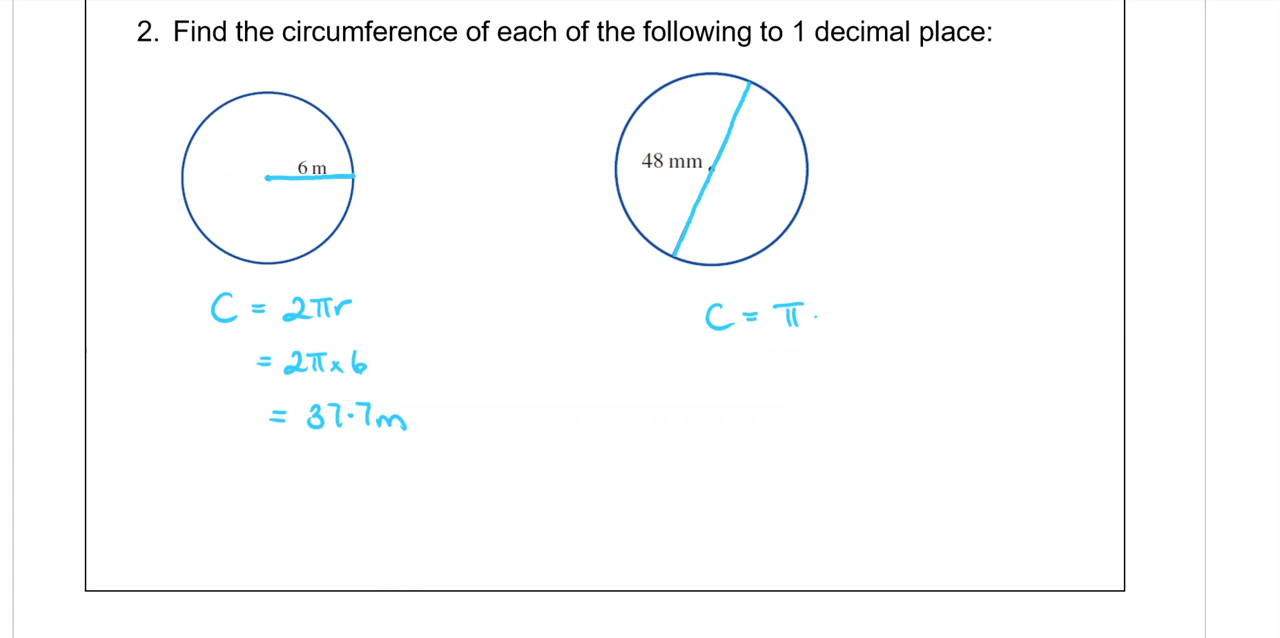 2. Find the circumference of each of the following to 1 decimal place:
6 m
48 mm
C = 2πr
= 2π × 6
= 37.7m
C = π